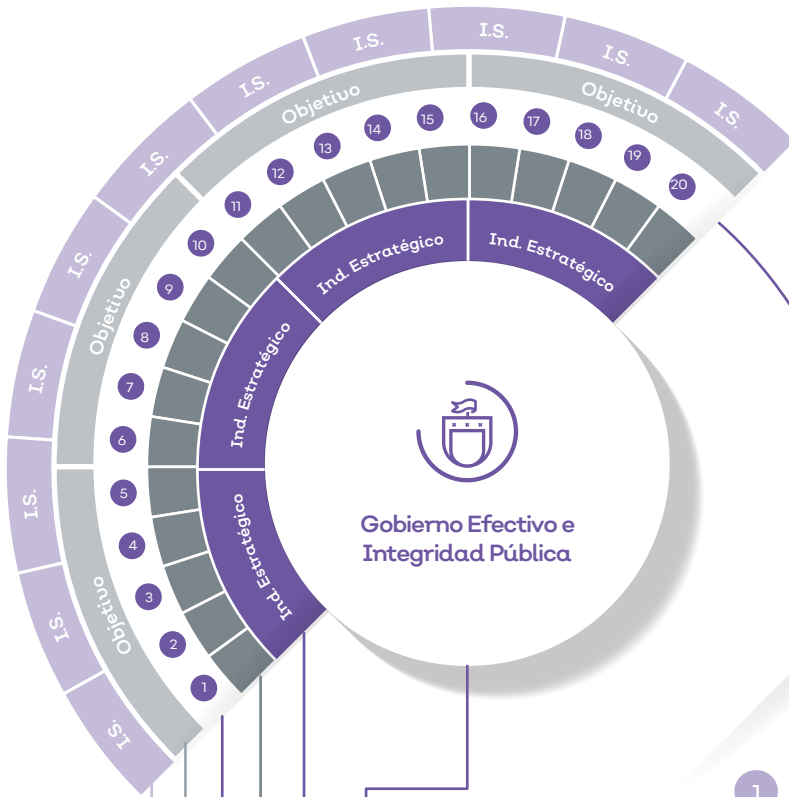 I.S.
I.S.
I.S.
I.S.
I.S.
I.S.
I.S.
I.S.
I.S.
I.S.
I.S.
I.S.
Objetivo
Objetivo
Objetivo
Objetivo
1
2
3
4
5
6
7
8
9
10
11
12
13
14
15
16
17
18
19
20
Ind. Estratégico
Ind. Estratégico
Ind. Estratégico
Ind. Estratégico
Gobierno Efectivo e
Integridad Pública
1